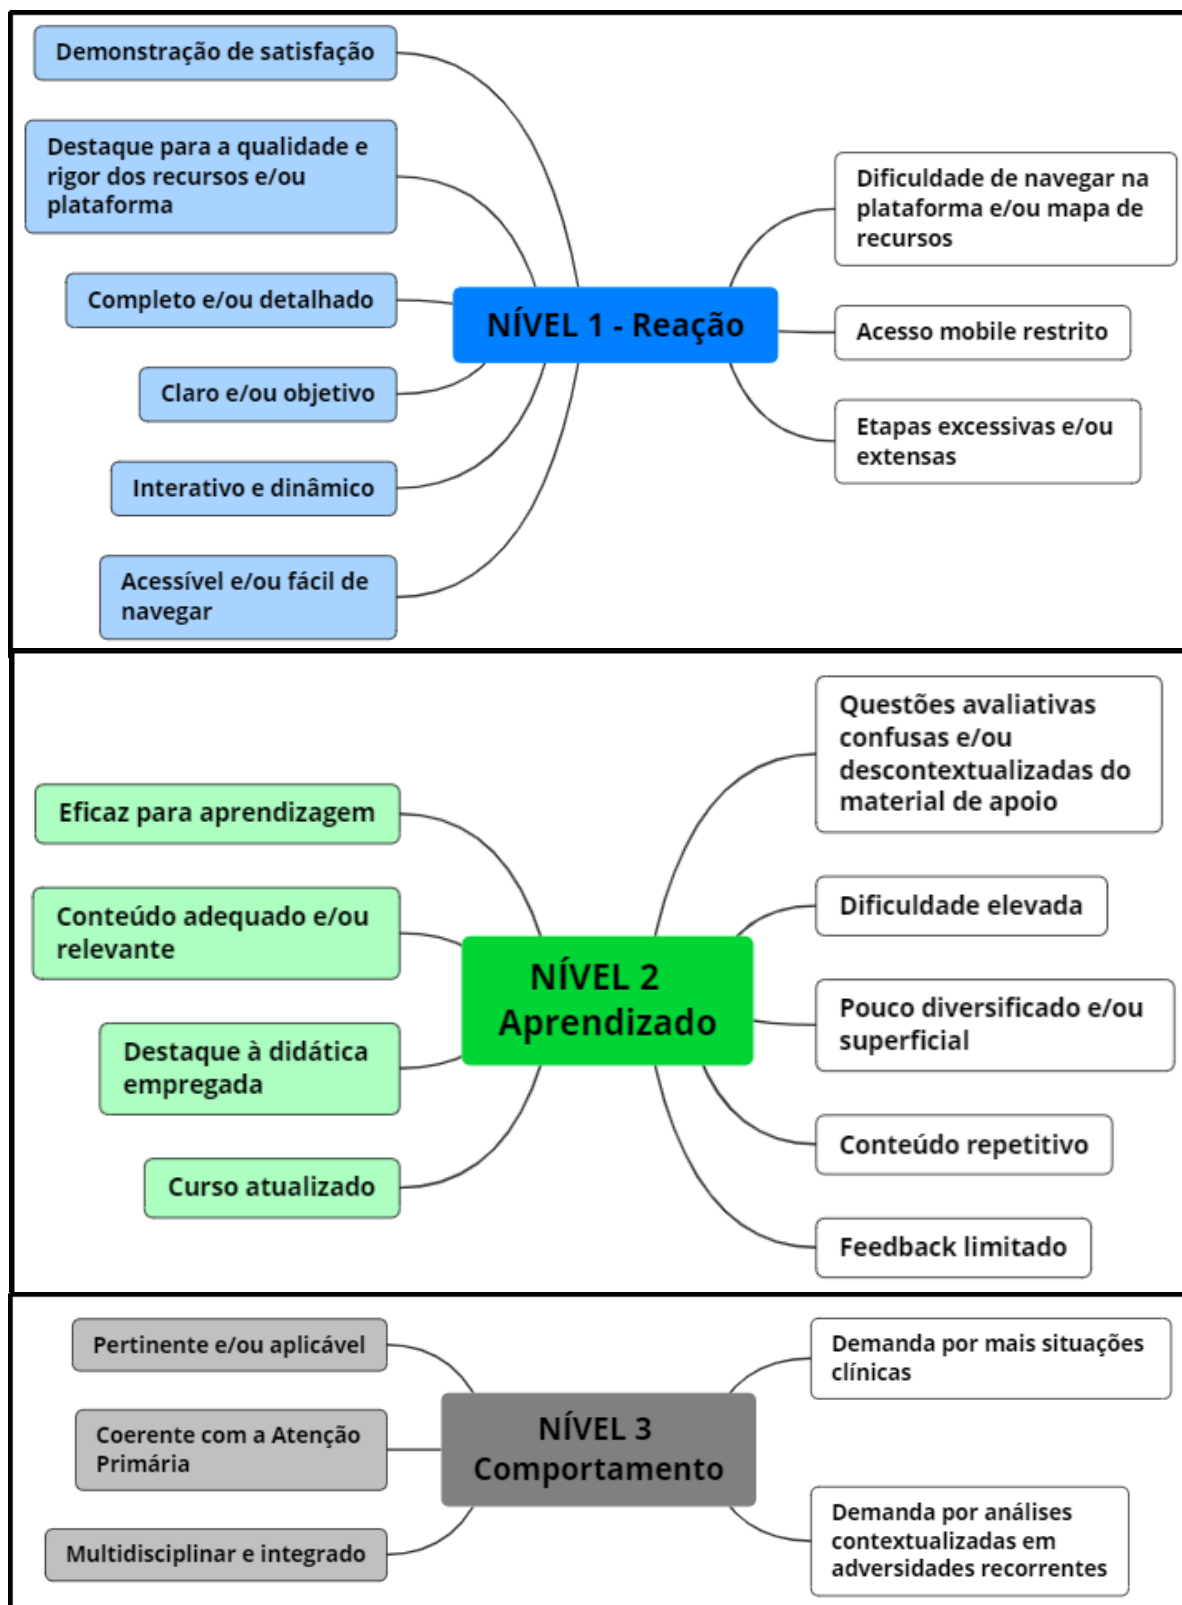 Demonstração de satisfação
Destaque para a qualidade e
rigor dos recursos e/ou
plataforma
Completo e/ou detalhado
Claro e/ou objetivo
Interativo e dinâmico
Acessível e/ou fácil de
navegar
NÍVEL 1 - Reação
Dificuldade de navegar na
plataforma e/ou mapa de
recursos
Acesso mobile restrito
Etapas excessivas e/ou
extensas
Eficaz para aprendizagem
Conteúdo adequado e/ou
relevante
Destaque à didática
empregada
Curso atualizado
NÍVEL 2
Aprendizado
Questões avaliativas
confusas e/ou
descontextualizadas do
material de apoio
Dificuldade elevada
Pouco diversificado e/ou
superficial
Conteúdo repetitivo
Feedback limitado
Pertinente e/ou aplicável
Coerente com a Atenção
Primária
Multidisciplinar e integrado
NÍVEL 3
Comportamento
Demanda por mais situações
clínicas
Demanda por análises
contextualizadas em
adversidades recorrentes